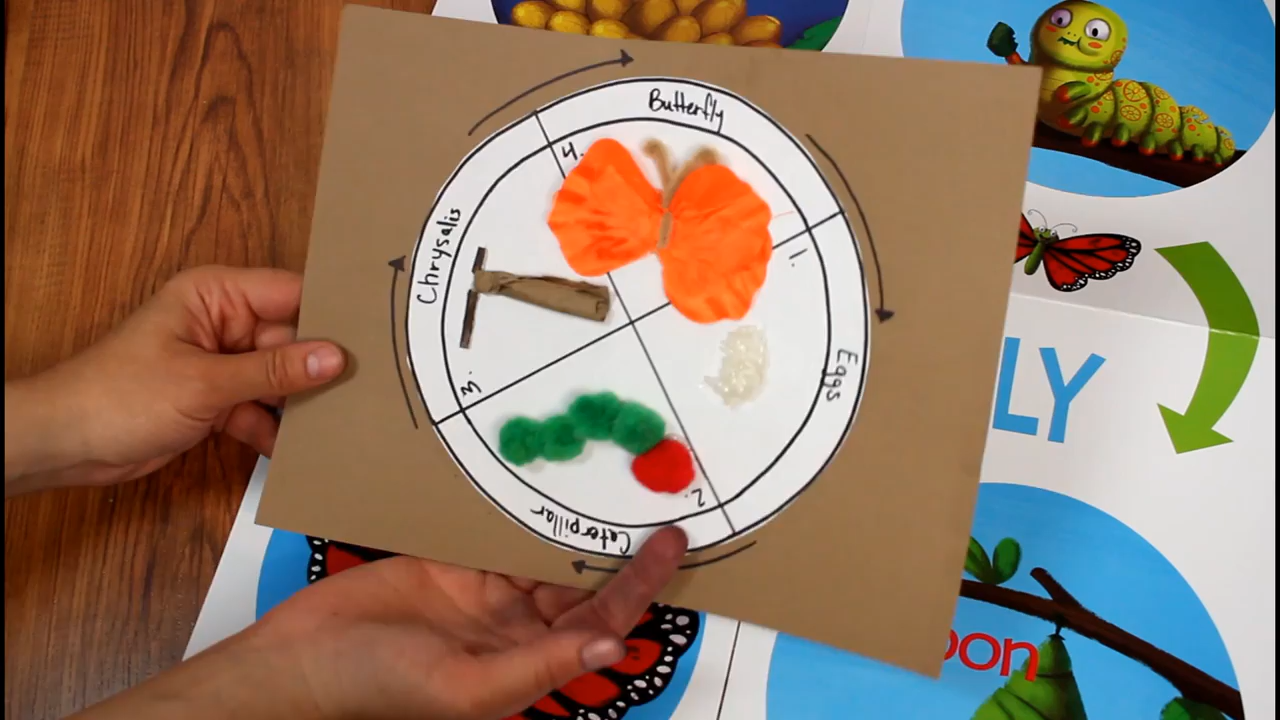 Butterfly
4.
1.
Chrysalis
Eggs
3.
2.
Caterpillar
LY
oon